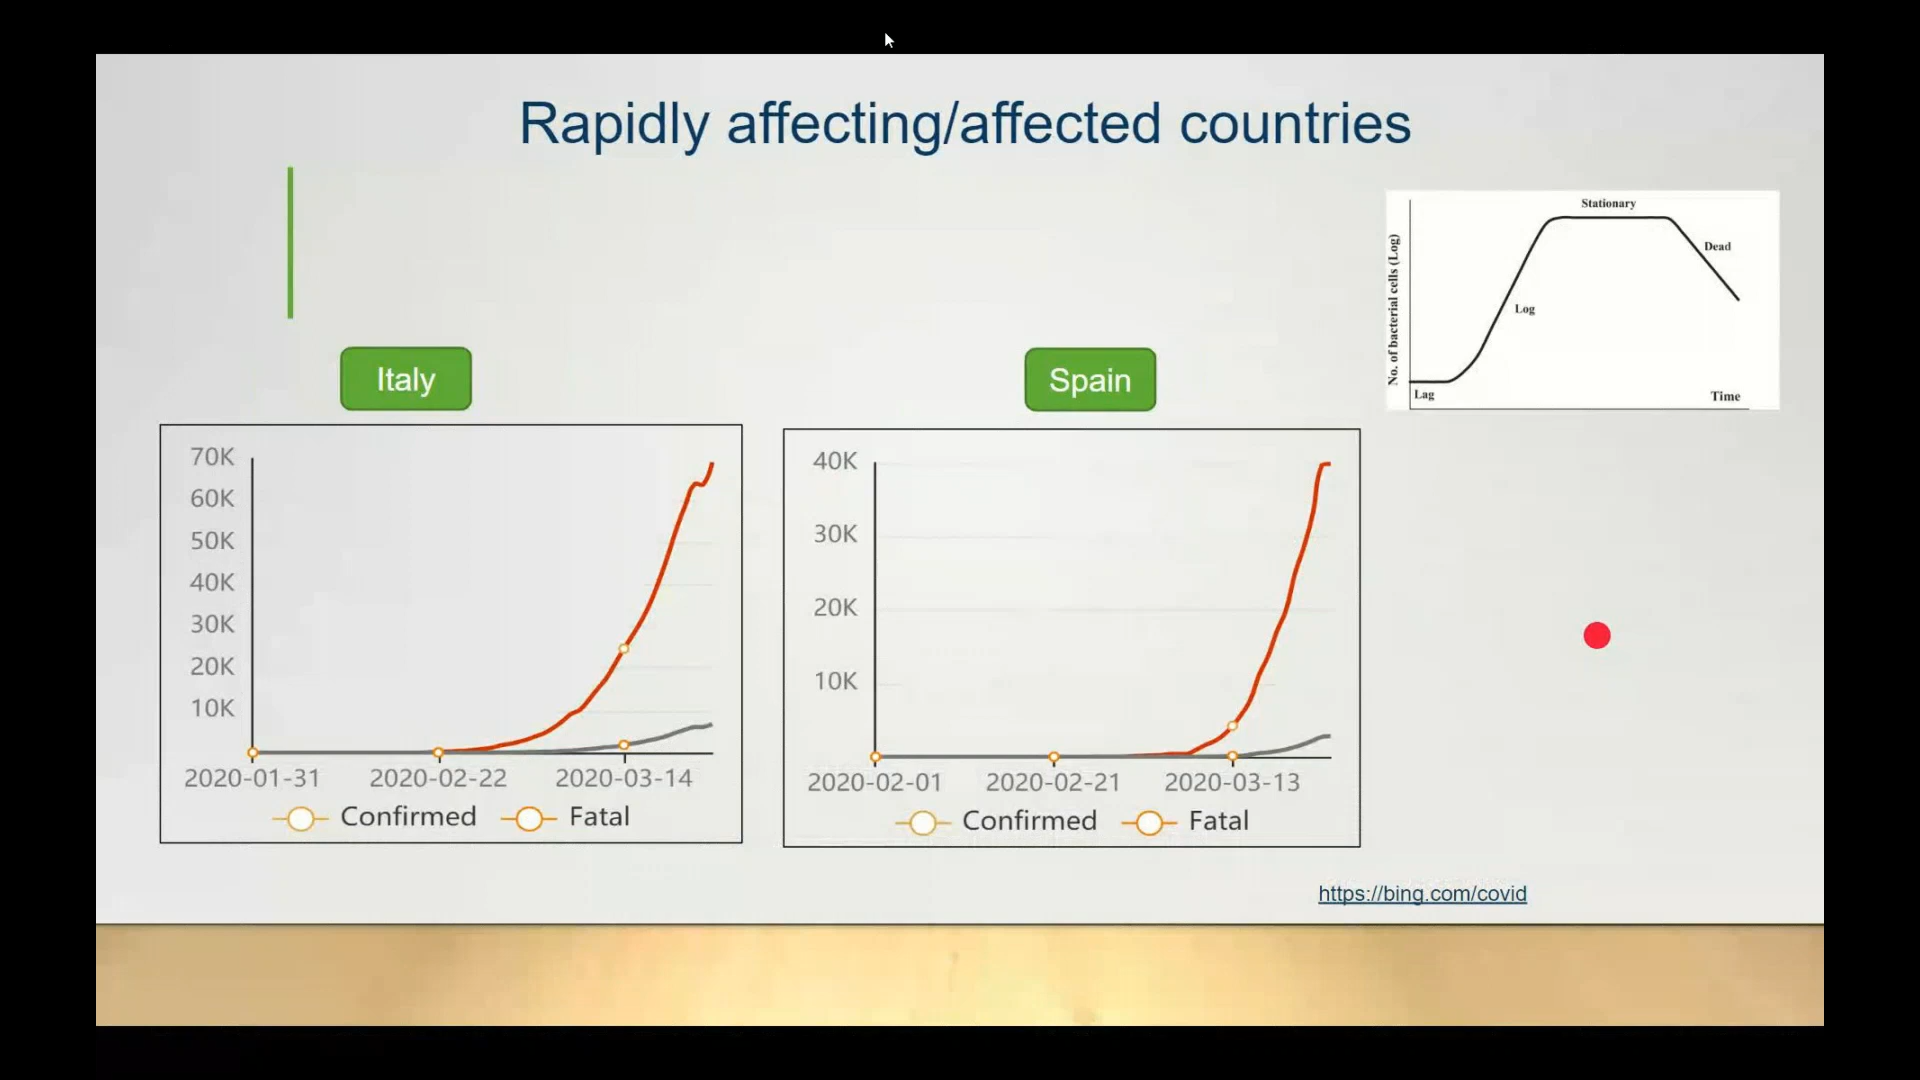 Rapidly affecting/affected countries
Stationary
Dead
Log
No. of bacterial cells (Log)
Lag
Time
Italy
70K
60K
50K
40K
30K
20K
10K
2020-01-31 2020-02-22 2020-03-14
Confirmed Fatal
Spain
40K
30K
20K
10K
2020-02-01 2020-02-21 2020-03-13
Confirmed Fatal
https://bing.com/covid